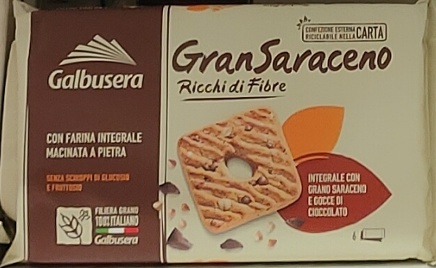 Galbusera
GranSaraceno
Ricchi di Fibre
CONFEZIONE ESTERNA
RICICLABILE NELLA CARTA
CON FARINA INTEGRALE
MACINATA A PIETRA
SENZA SCIROPPI DI GLUCOSIO
E FRUTTOSIO
FILIERA GRANO
100% ITALIANO
Galbusera
INTEGRALE CON
GRANO SARACENO
E GOCCE DI
CIOCCOLATO